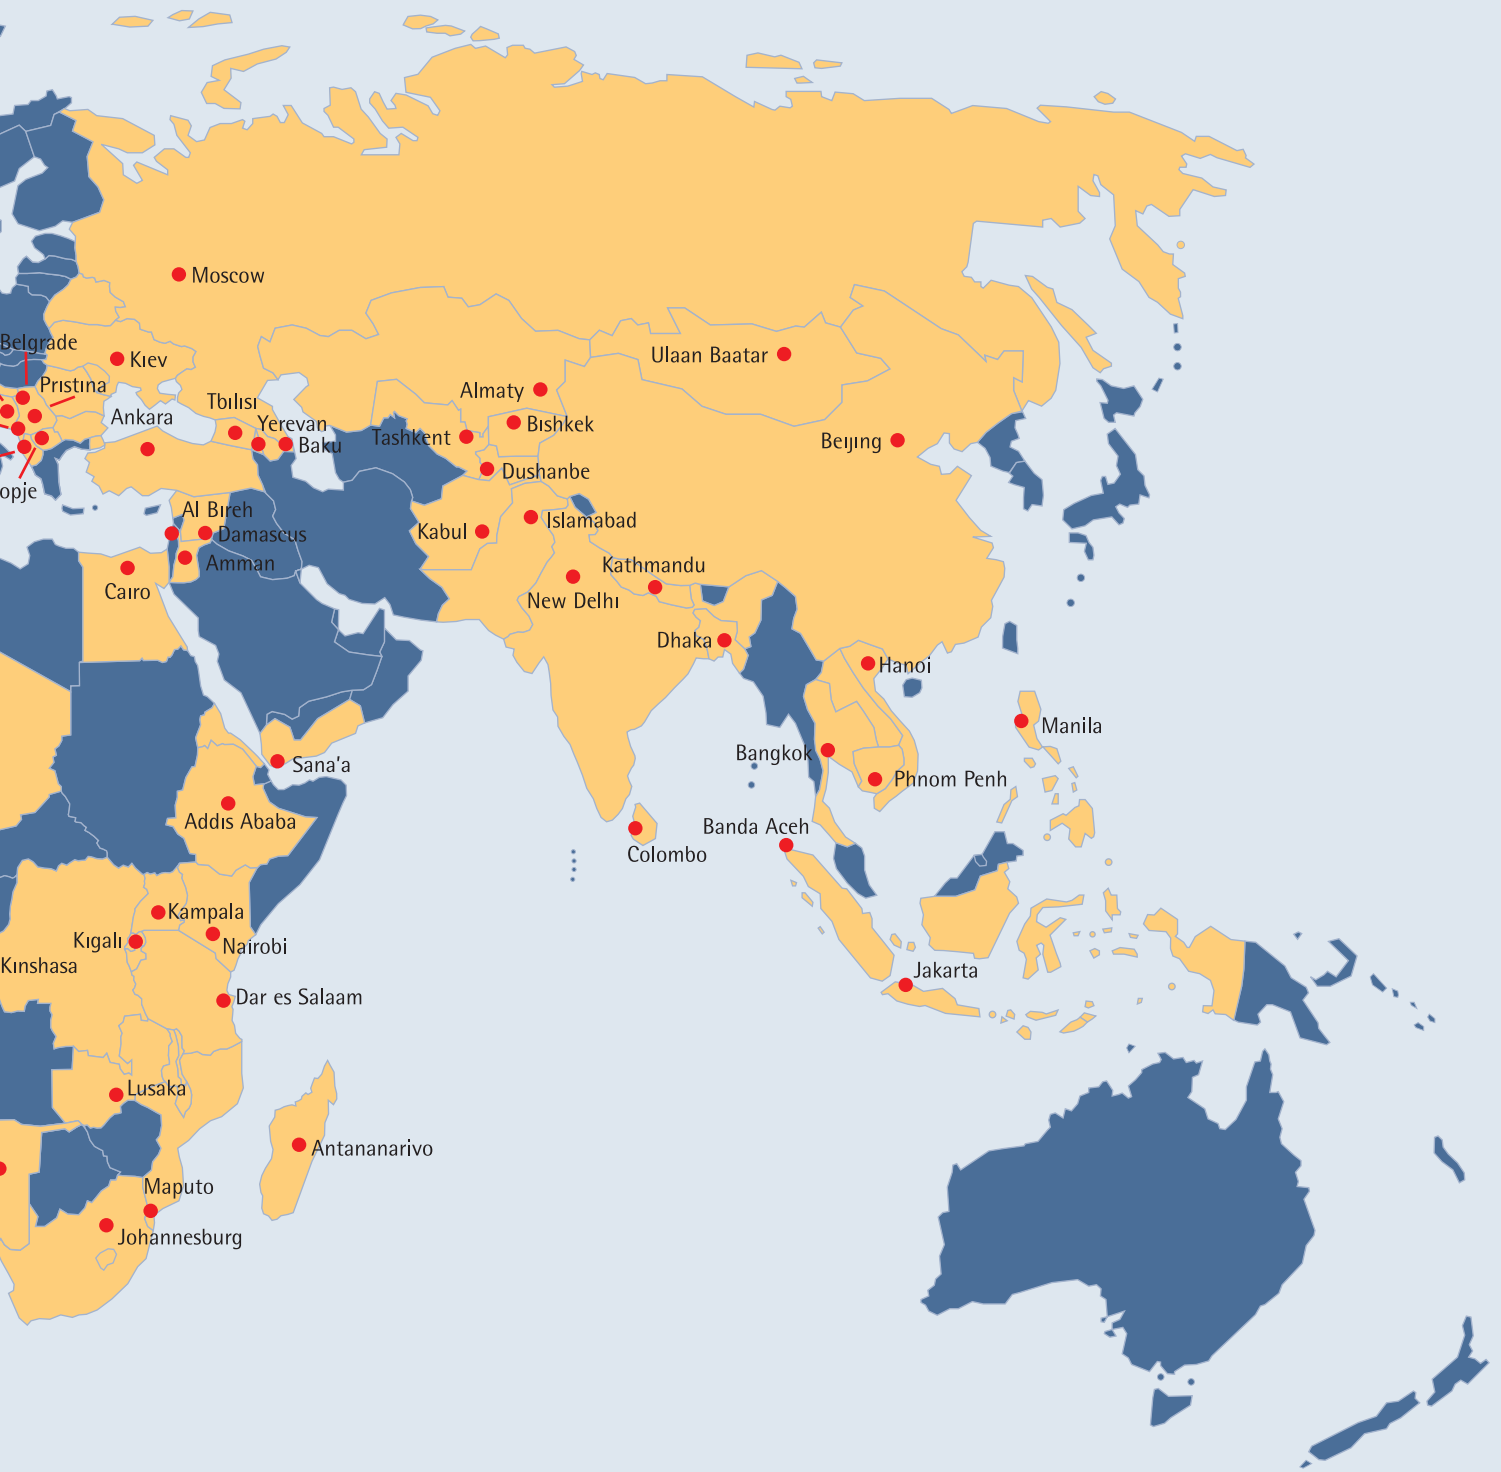 Moscow
Belgrade
Kiev
Ulaan Baatar
Pristina
Almaty
Tbilisi
Ankara
Yerevan
Bishkek
Tashkent
Baku
Beijing
Dushanbe
opje
Al Bireh
Islamabad
Damascus
Kabul
Amman
Kathmandu
Cairo
New Delhi
Dhaka
Hanoi
Manila
Bangkok
Sana'a
Phnom Penh
Addis Ababa
Banda Aceh
Colombo
Kampala
Kigali
Nairobi
Kinshasa
Jakarta
Dar es Salaam
Lusaka
Antananarivo
Maputo
Johannesburg